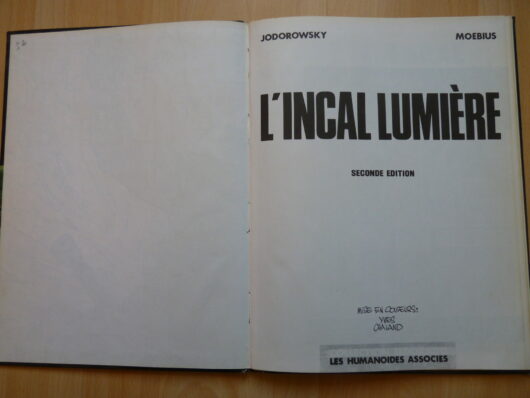 JODOROWSKY MOEBIUS
L'INCAL LUMIÈRE
SECONDE EDITION
MISE EN COULEURS:
YVES
CHALAND
LES HUMANOIDES ASSOCIES